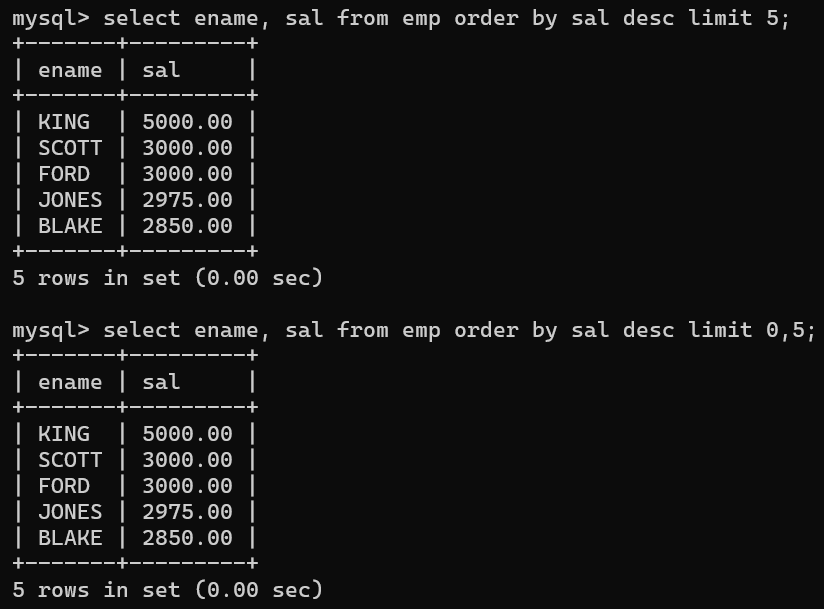 mysql> select ename, sal from emp order by sal desc limit 5;
+-------+---------+
| ename | sal     |
+-------+---------+
| KING  | 5000.00 |
| SCOTT | 3000.00 |
| FORD  | 3000.00 |
| JONES | 2975.00 |
| BLAKE | 2850.00 |
+-------+---------+
5 rows in set (0.00 sec)

mysql> select ename, sal from emp order by sal desc limit 0,5;
+-------+---------+
| ename | sal     |
+-------+---------+
| KING  | 5000.00 |
| SCOTT | 3000.00 |
| FORD  | 3000.00 |
| JONES | 2975.00 |
| BLAKE | 2850.00 |
+-------+---------+
5 rows in set (0.00 sec)